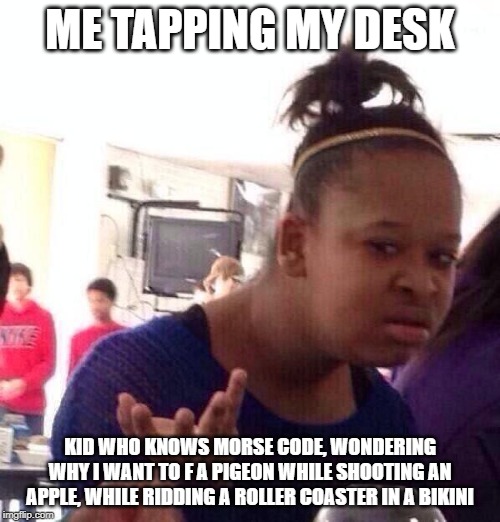 ME TAPPING MY DESK
KID WHO KNOWS MORSE CODE, WONDERING
WHY I WANT TO F A PIGEON WHILE SHOOTING AN
APPLE, WHILE RIDDING A ROLLER COASTER IN A BIKINI
imgflip.com